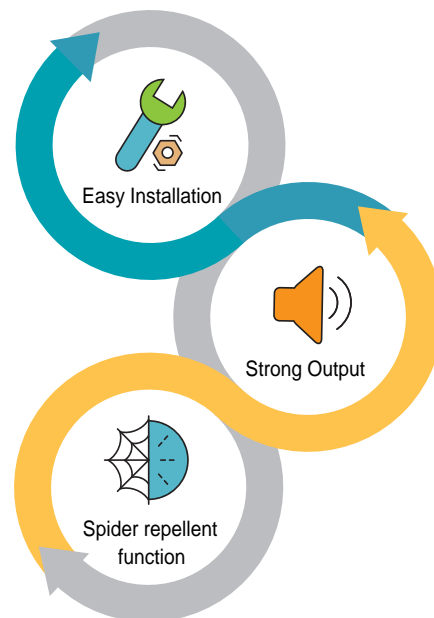 Easy Installation
Strong Output
Spider repellent
function